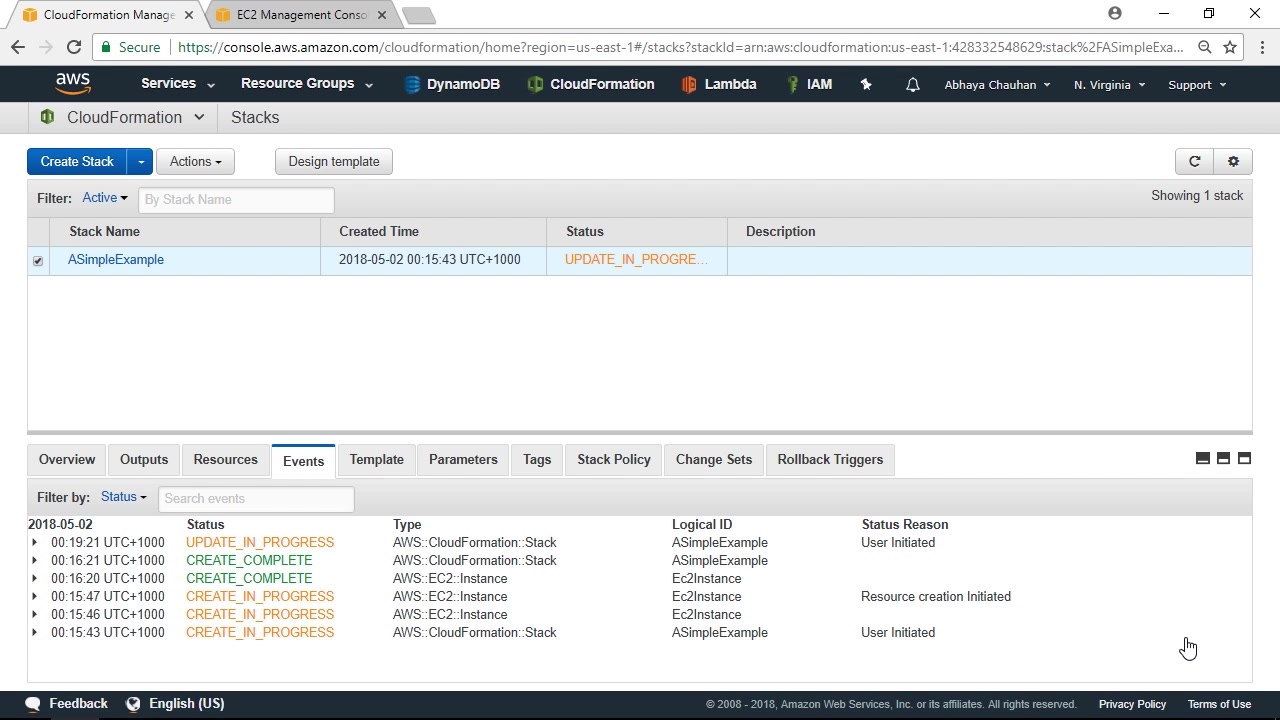 CloudFormation Manage
EC2 Management Conso
Secure
https://console.aws.amazon.com/cloudformation/home?region=us-east-1#/stacks?stackId=arn:aws:cloudformation:us-east-1:428332548629:stack%2FASimpleExa...
aws Services Resource Groups DynamoDB CloudFormation Lambda IAM Abhaya Chauhan N. Virginia Support
CloudFormation Stacks
Create Stack Actions Design template
Filter: Active By Stack Name Showing 1 stack
Stack Name Created Time Status Description
ASimpleExample 2018-05-02 00:15:43 UTC+1000 UPDATE_IN_PROGRE...
Overview Outputs Resources Events Template Parameters Tags Stack Policy Change Sets Rollback Triggers
Filter by: Status Search events
2018-05-02 Status Type Logical ID Status Reason
00:19:21 UTC+1000 UPDATE_IN_PROGRESS AWS::CloudFormation::Stack ASimpleExample User Initiated
00:16:21 UTC+1000 CREATE_COMPLETE AWS::CloudFormation::Stack ASimpleExample
00:16:20 UTC+1000 CREATE_COMPLETE AWS::EC2::Instance Ec2Instance
00:15:47 UTC+1000 CREATE_IN_PROGRESS AWS::EC2::Instance Ec2Instance Resource creation Initiated
00:15:46 UTC+1000 CREATE_IN_PROGRESS AWS::EC2::Instance Ec2Instance
00:15:43 UTC+1000 CREATE_IN_PROGRESS AWS::CloudFormation::Stack ASimpleExample User Initiated
Feedback English (US) © 2008 - 2018, Amazon Web Services, Inc. or its affiliates. All rights reserved. Privacy Policy Terms of Use